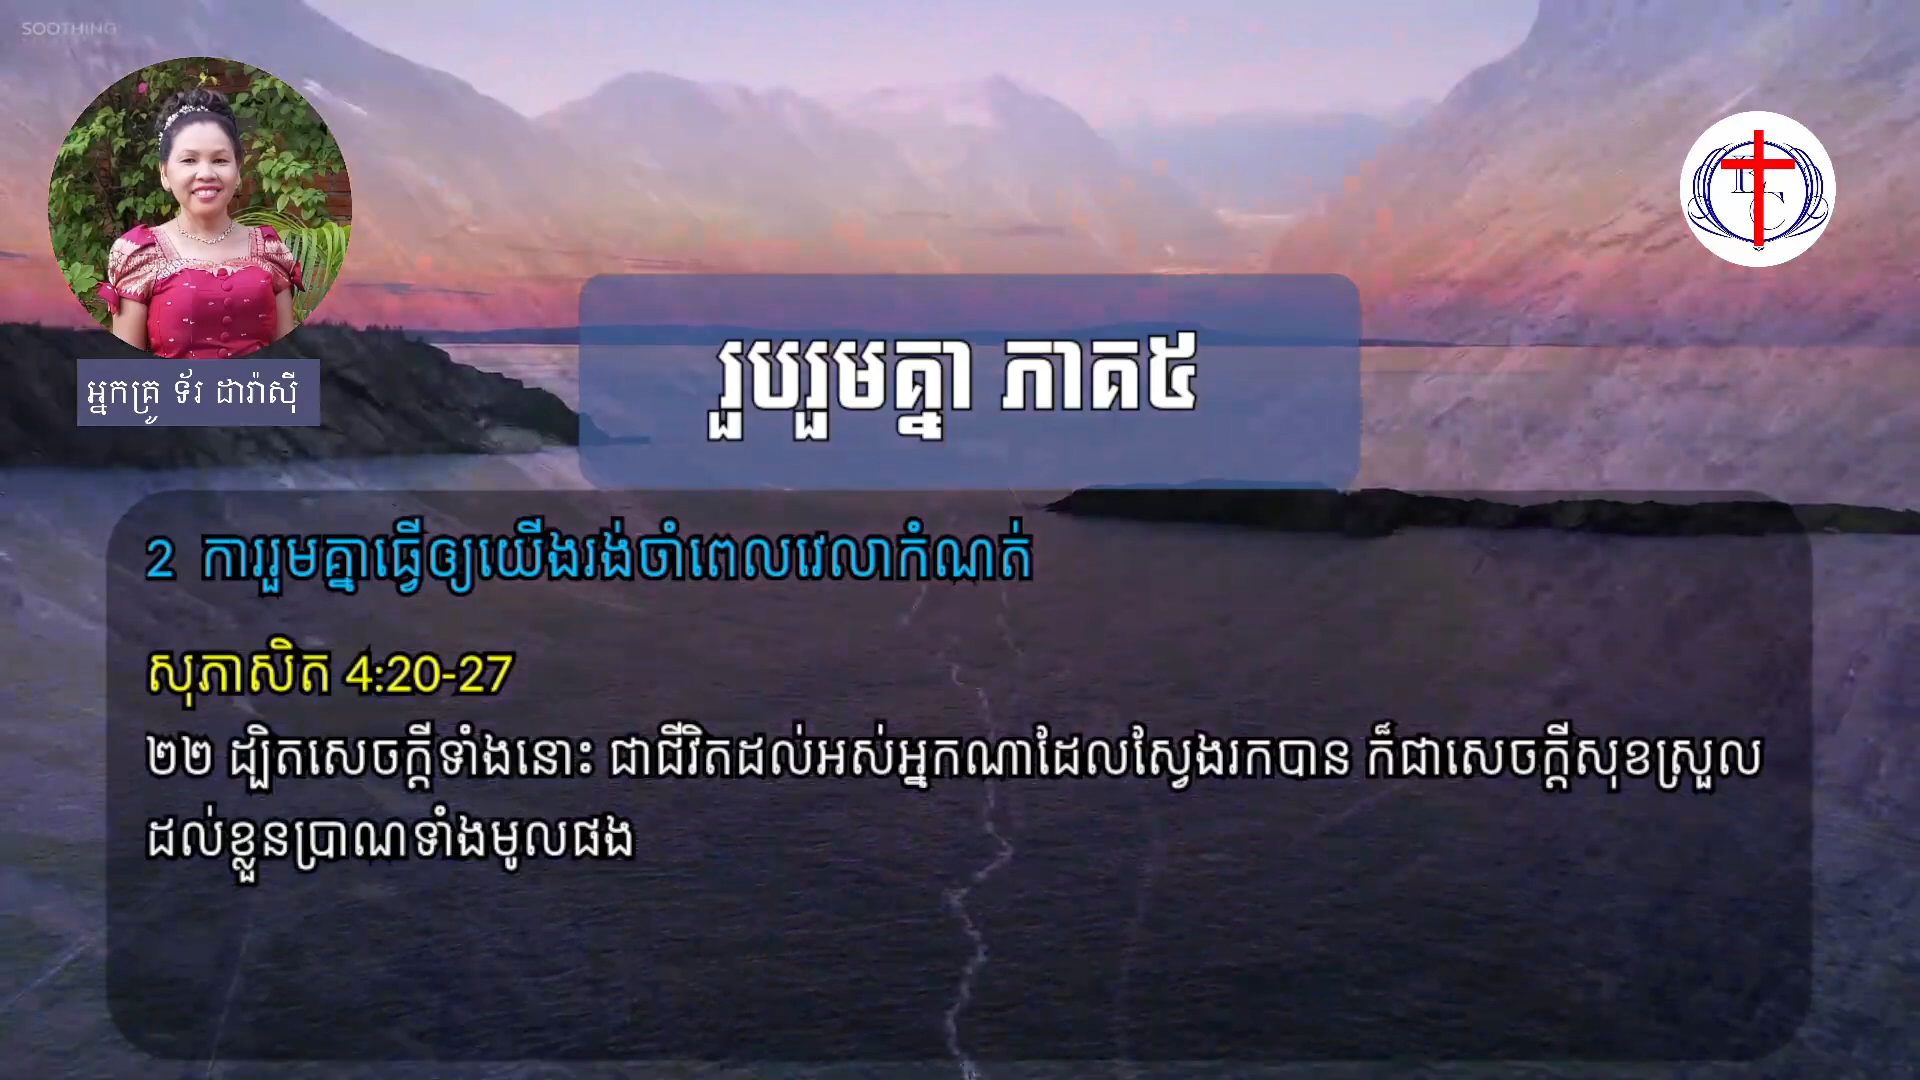 SOOTHING
អ្នកគ្រូ ទ័រ ដារ៉ាស៊ី
រួបរួមគ្នា ភាគ៥
2 ការរួមគ្នាធ្វើឲ្យយើងរង់ចាំពេលវេលាកំណត់
សុភាសិត 4:20-27
២២ ដ្បិតសេចក្ដីទាំងនោះ ជាជីវិតដល់អស់អ្នកណាដែលស្វែងរកបាន ក៏ជាសេចក្ដីសុខស្រួល
ដល់ខ្លួនប្រាណទាំងមូលផង